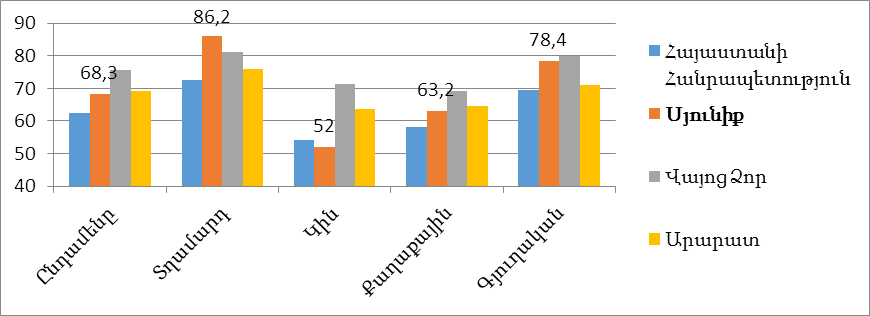 90
80
70
60
50
40
68,3
86,2
52
63,2
78,4
Ընդամենը
Տղամարդ
Կին
Քաղաքային
Գյուղական
Հայաստանի
Հանրապետություն
Սյունիք
Վայոց Ձոր
Արարատ